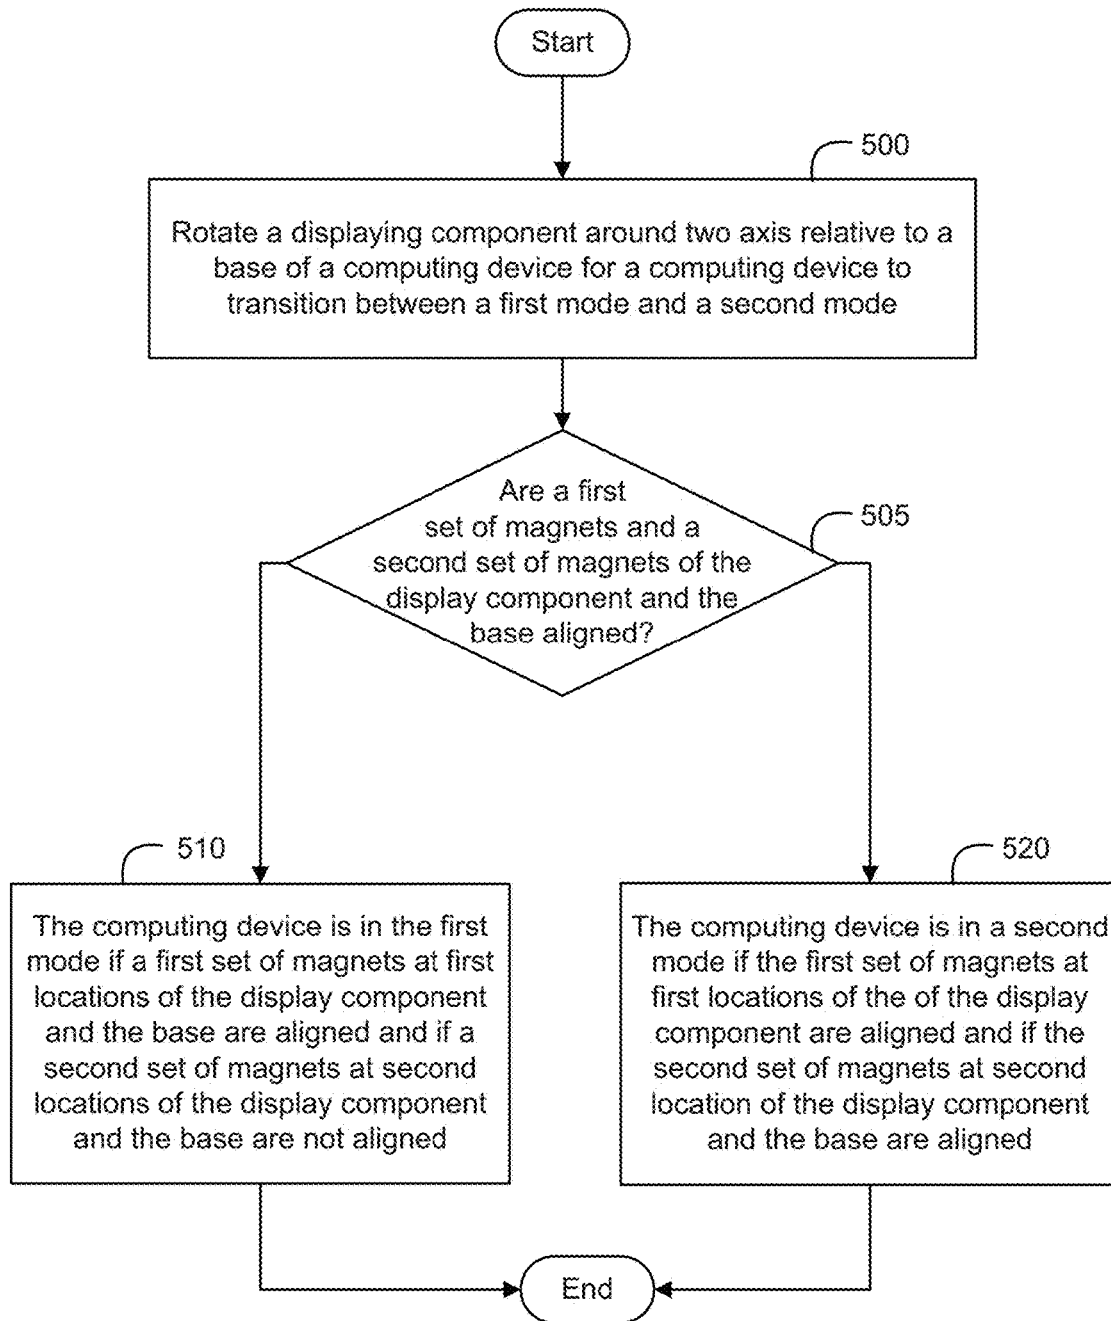 Start
500
Rotate a displaying component around two axis relative to a
base of a computing device for a computing device to
transition between a first mode and a second mode
Are a first
set of magnets and a
second set of magnets of the
display component and the
base aligned?
505
510
The computing device is in the first
mode if a first set of magnets at first
locations of the display component
and the base are aligned and if a
second set of magnets at second
locations of the display component
and the base are not aligned
520
The computing device is in a second
mode if the first set of magnets at
first locations of the of the display
component are aligned and if the
second set of magnets at second
location of the display component
and the base are aligned
End